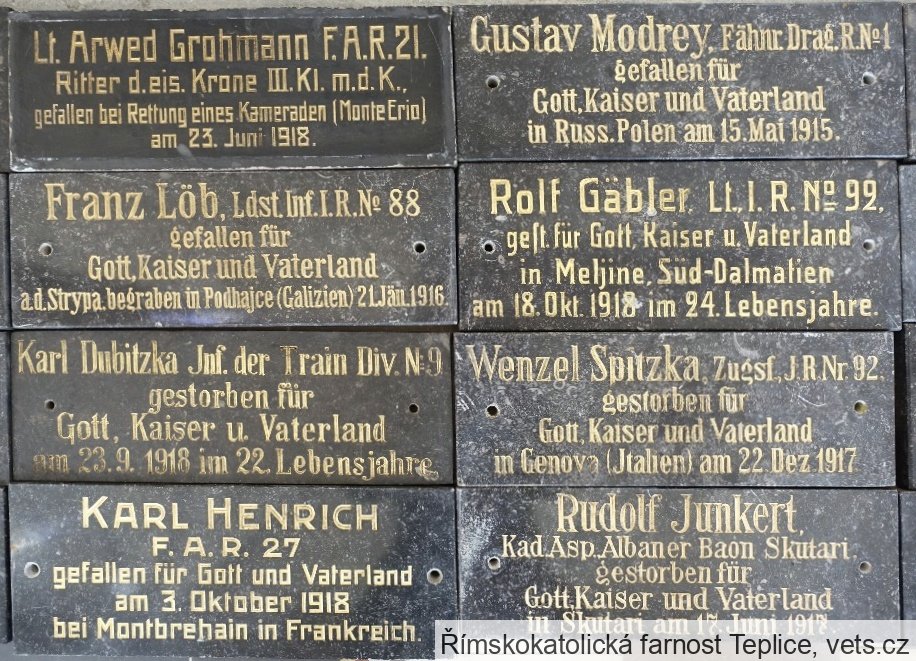 Lt. Arwed Grohmann F.A.R.21.
Ritter d.eis. Krone III.Kl. m.d.K.,
gefallen bei Rettung eines Kameraden (Monte Erio)
am 23. Juni 1918.
Gustav Modrey, Fähnr. Drag. R. No 1
gefallen für
Gott, Kaiser und Vaterland
in Russ. Polen am 15. Mai 1915.
Franz Löb, Ldst. Inf. I.R. No 88
gefallen für
Gott, Kaiser und Vaterland
a.d. Strypa, begraben in Podhajce (Galizien) 21. Jän. 1916.
Rolf Gäbler, Lt. I.R. No 92,
gest. für Gott, Kaiser u. Vaterland
in Meljine, Süd-Dalmatien
am 18. Okt. 1918 im 24. Lebensjahre.
Karl Dubitzka Jnf. der Train Div. No 9
gestorben für
Gott, Kaiser u. Vaterland
am 23.9. 1918 im 22. Lebensjahre.
Wenzel Spitzka, Zugsf., J.R. Nr 92,
gestorben für
Gott, Kaiser und Vaterland
in Genova (Jtalien) am 22. Dez. 1917
Karl Henrich
F.A.R. 27
gefallen für Gott und Vaterland
am 3. Oktober 1918
bei Montbrehain in Frankreich.
Rudolf Junkert,
Kad. Asp. Albaner Baon Skutari,
gestorben für
Gott, Kaiser und Vaterland
in Skutari am 17. Juni 1917.
Římskokatolická farnost Teplice, vets.cz